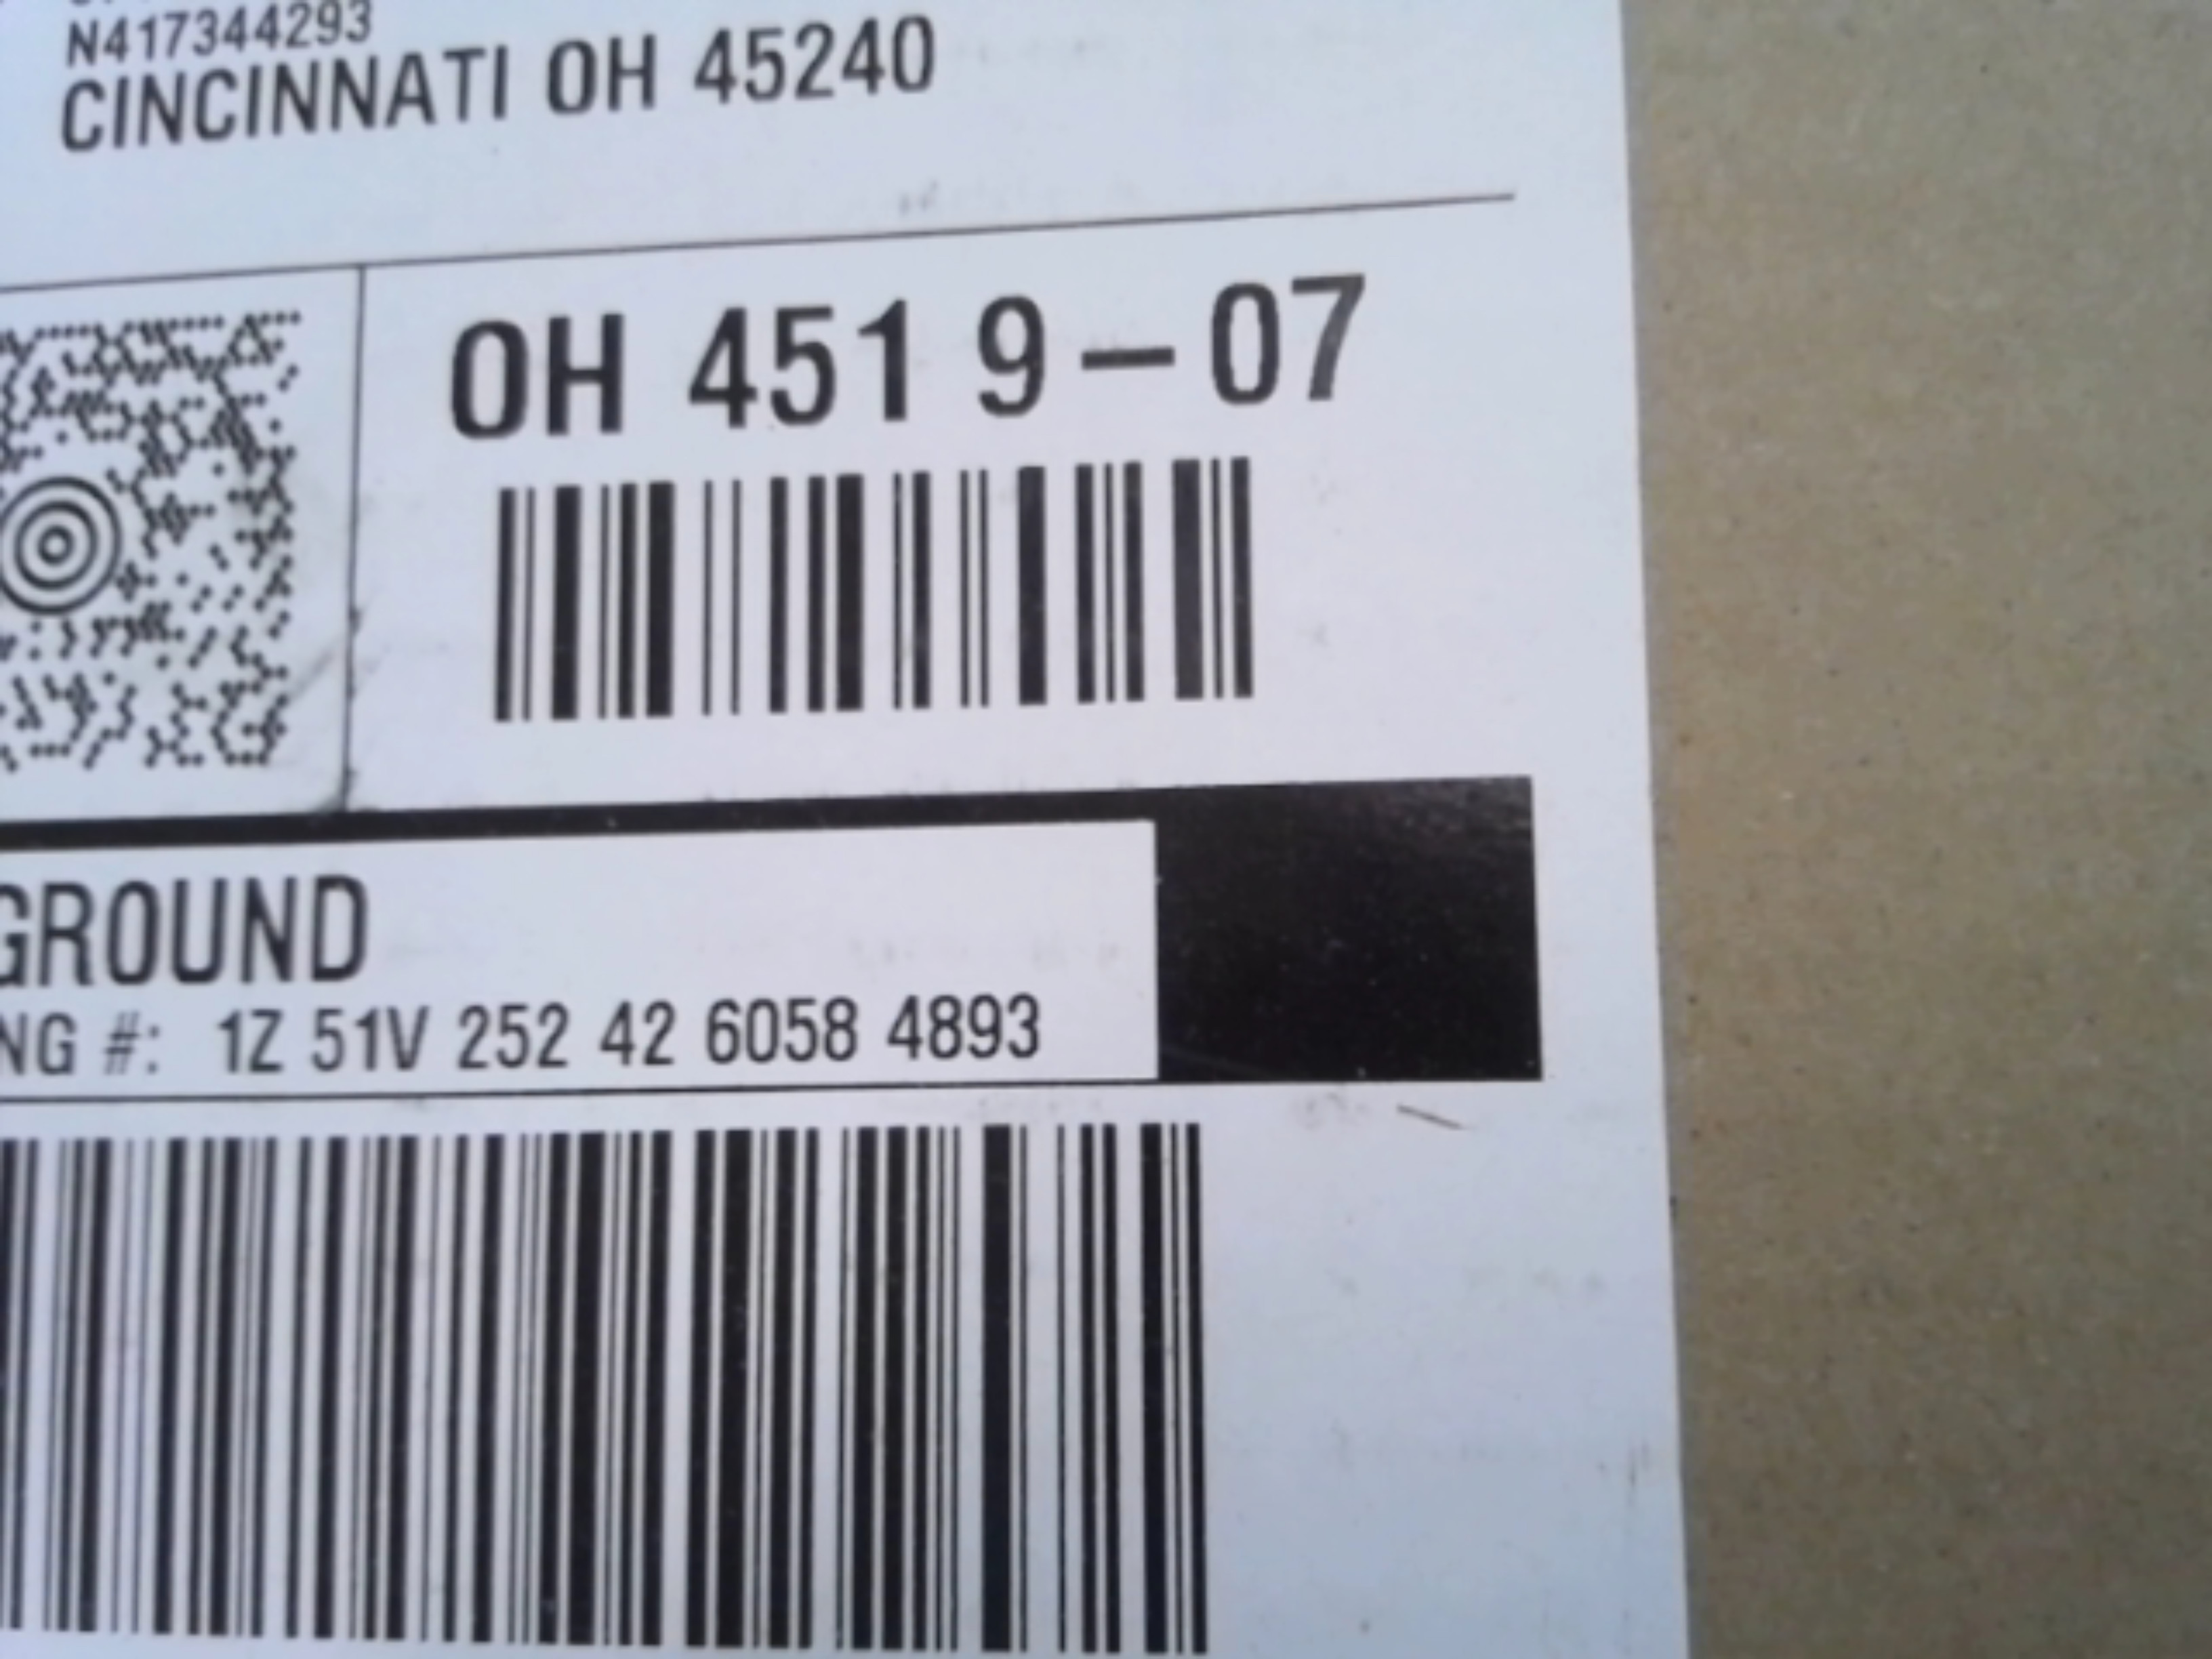 N417344293
CINCINNATI OH 45240
OH 451 9-07
GROUND
NG #: 1Z 51V 252 42 6058 4893